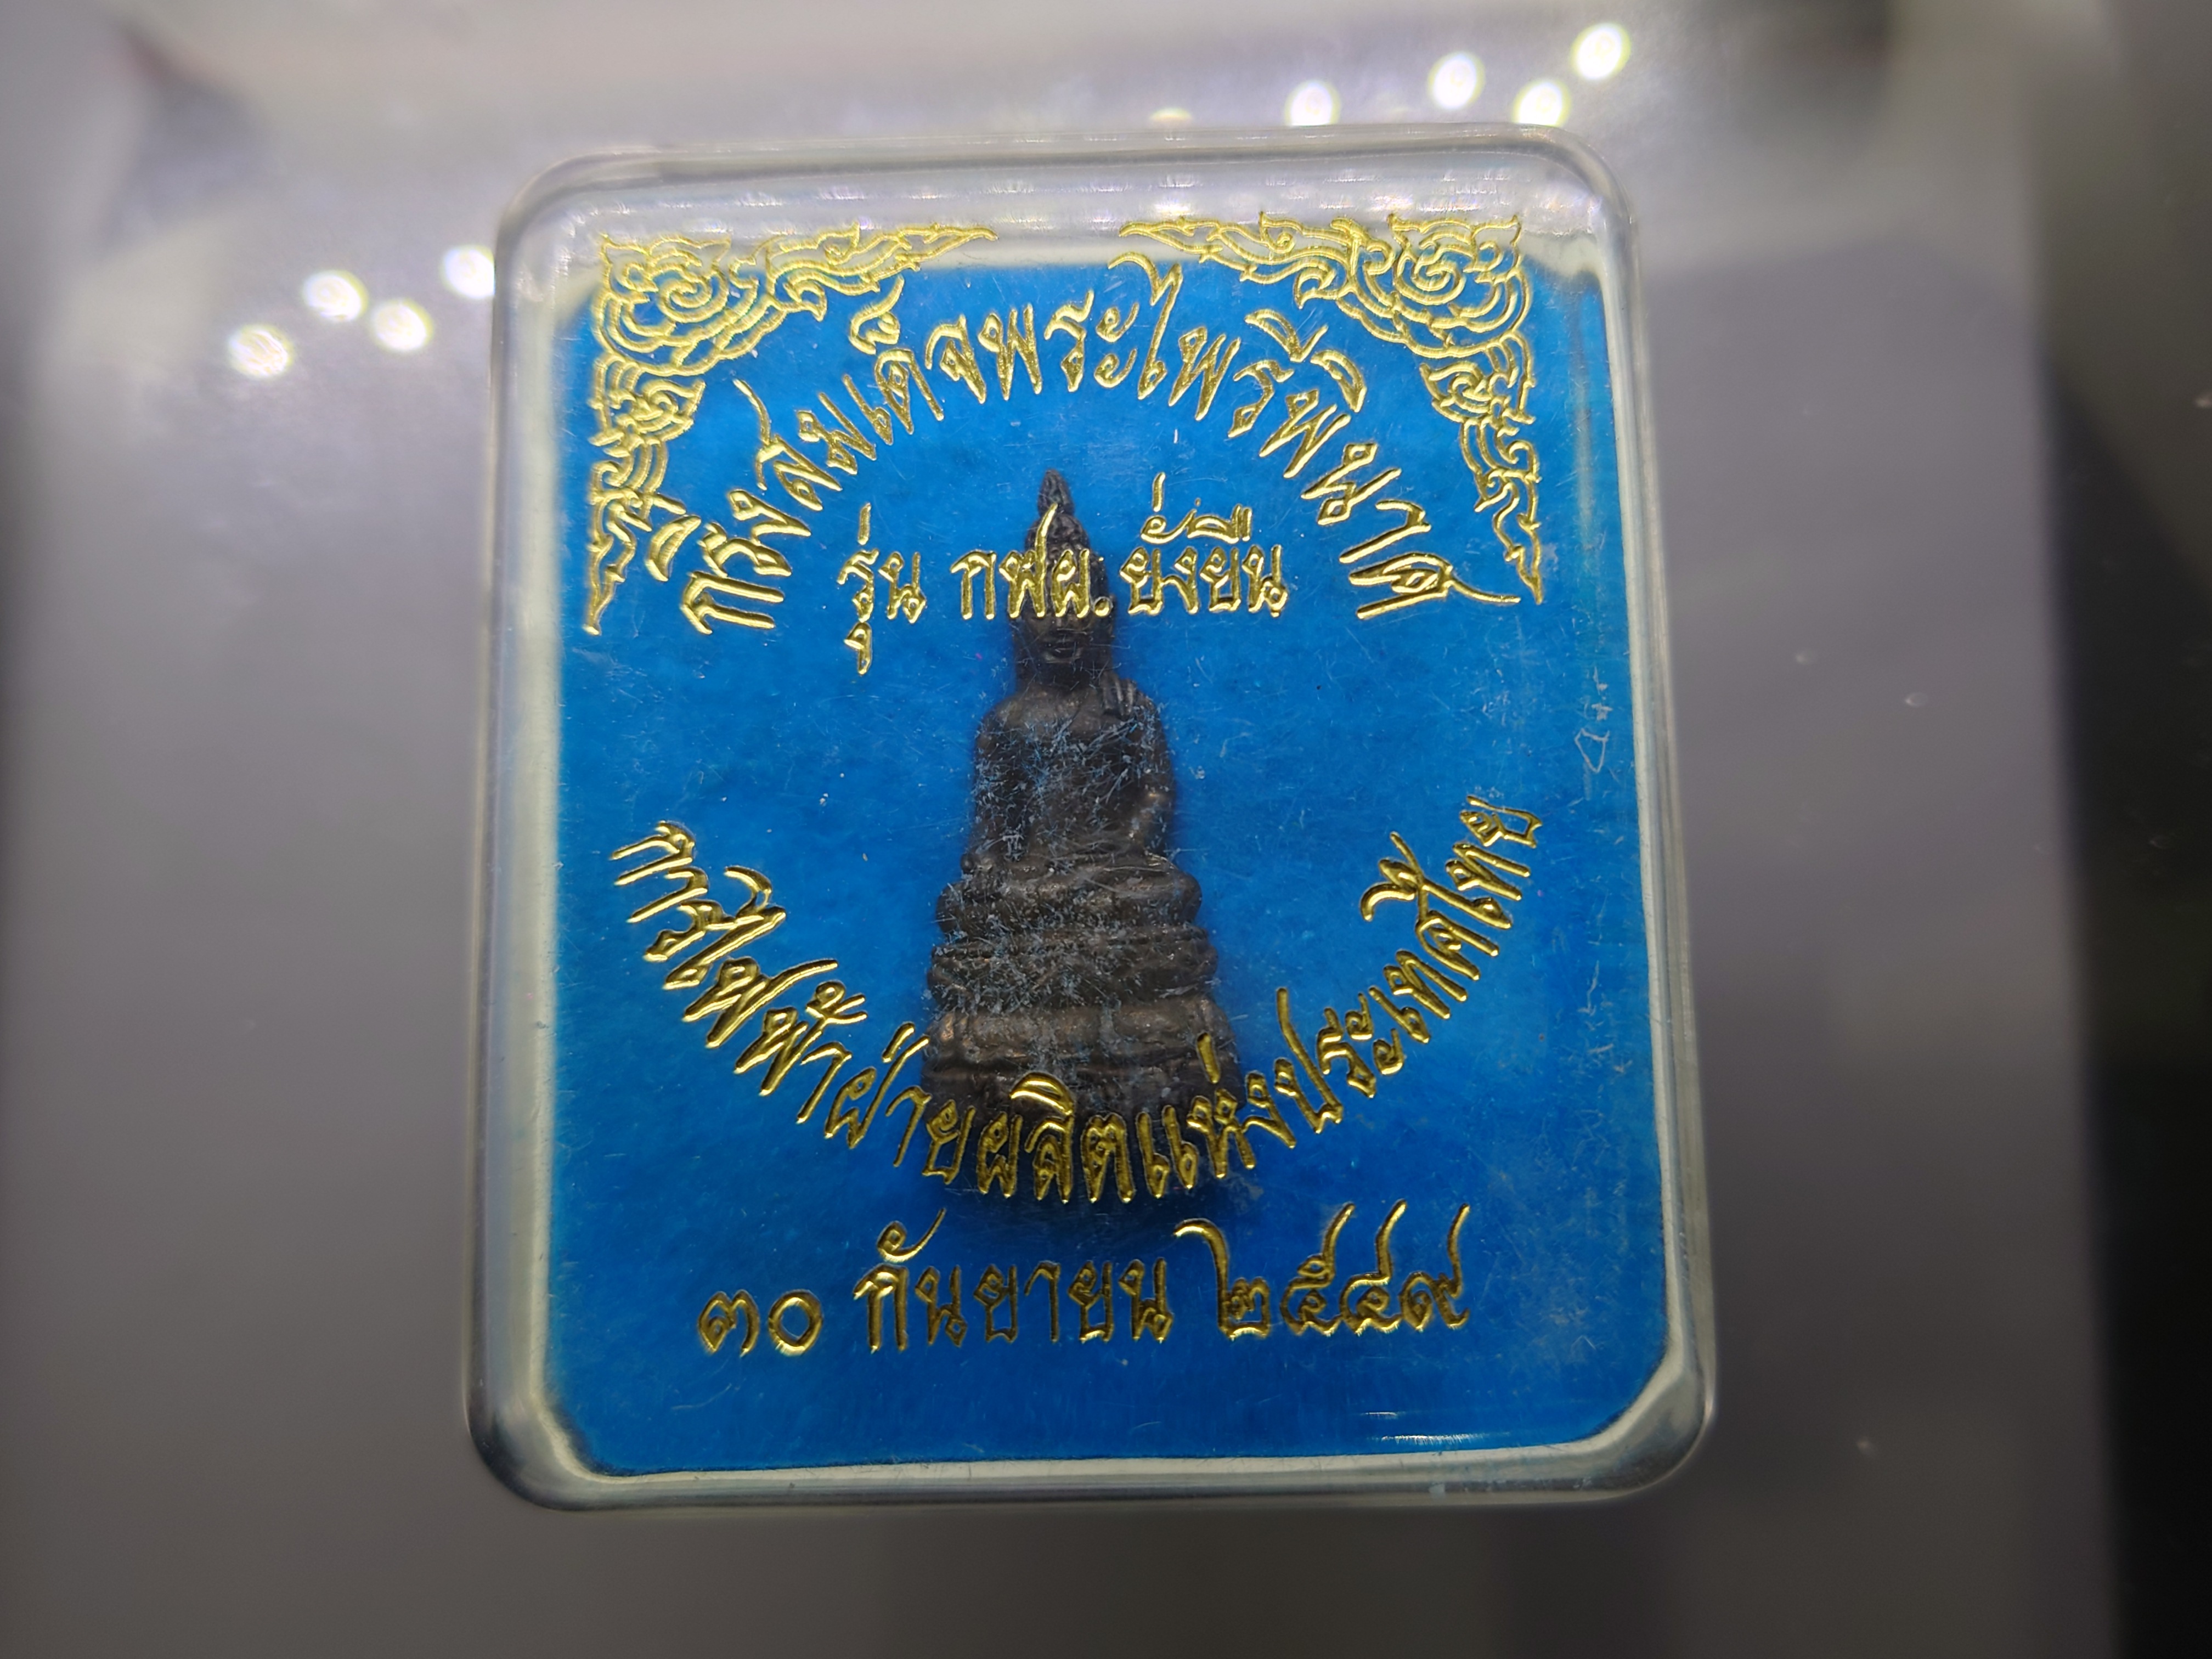 กริ่งสมเด็จพระไพรีพินาศ
รุ่น กฟผ. ยั่งยืน
การไฟฟ้าฝ่ายผลิตแห่งประเทศไทย
๓๐ กันยายน ๒๕๔๙